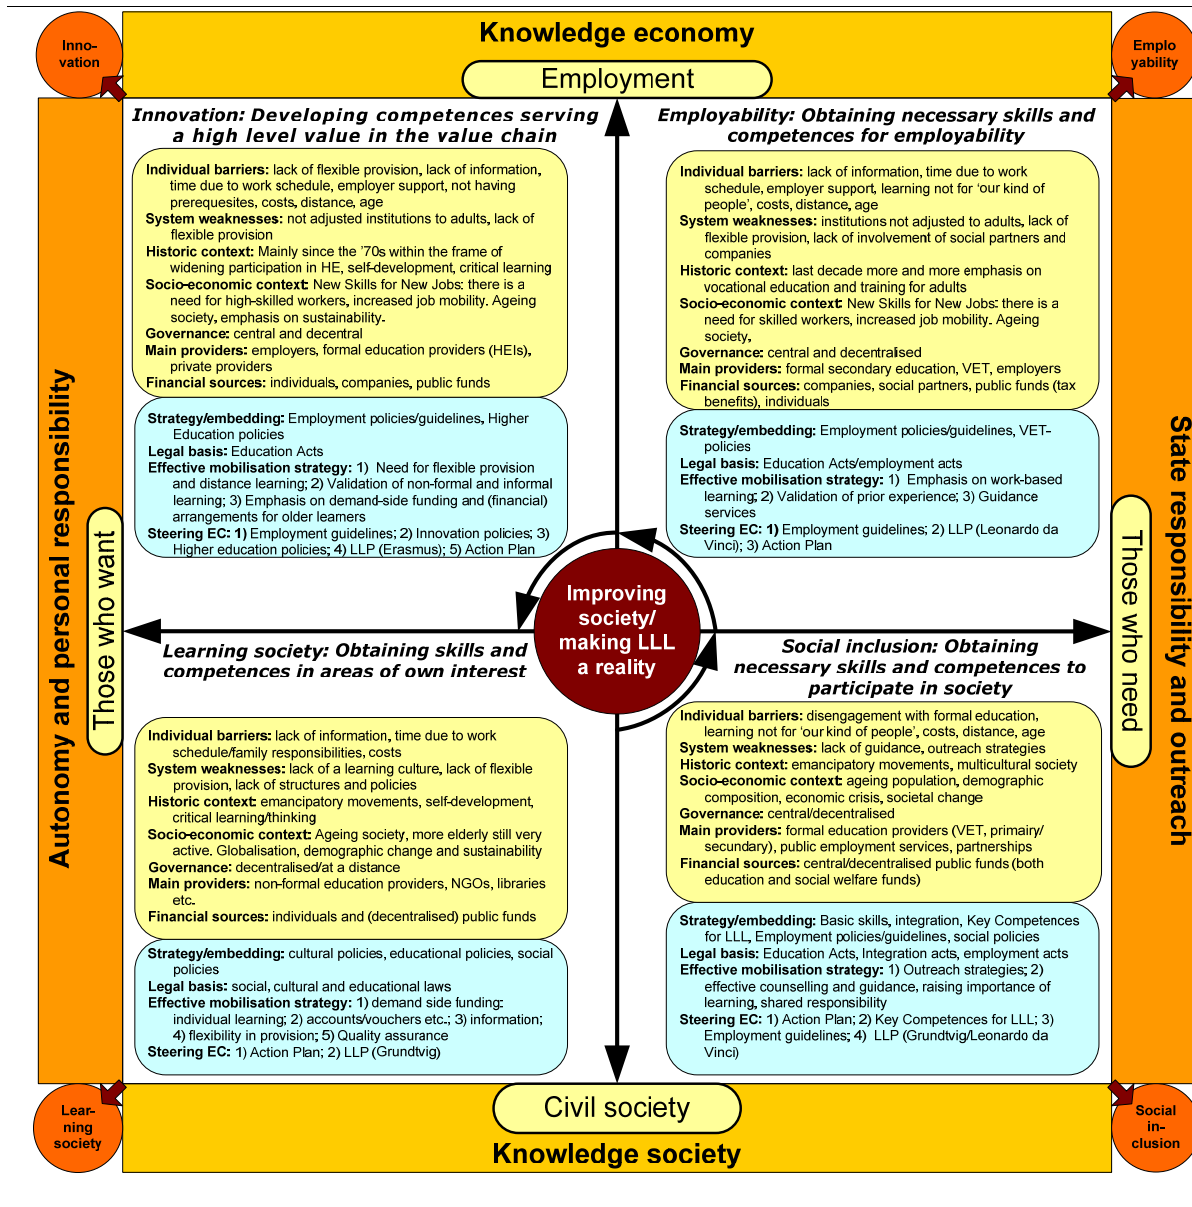 Knowledge economy
Employment
Inno-
vation
Emplo
yability
Autonomy and personal responsibility
Those who want
State responsibility and outreach
Those who need
Innovation: Developing competences serving
a high level value in the value chain
Individual barriers: lack of flexible provision, lack of information,
time due to work schedule, employer support, not having
prerequesites, costs, distance, age
System weaknesses: not adjusted institutions to adults, lack of
flexible provision
Historic context: Mainly since the '70s within the frame of
widening participation in HE, self-development, critical learning
Socio-economic context: New Skills for New Jobs: there is a
need for high-skilled workers, increased job mobility. Ageing
society, emphasis on sustainability.
Governance: central and decentral
Main providers: employers, formal education providers (HEIs),
private providers
Financial sources: individuals, companies, public funds
Strategy/embedding: Employment policies/guidelines, Higher
Education policies
Legal basis: Education Acts
Effective mobilisation strategy: 1) Need for flexible provision
and distance learning; 2) Validation of non-formal and informal
learning; 3) Emphasis on demand-side funding and (financial)
arrangements for older learners
Steering EC: 1) Employment guidelines; 2) Innovation policies; 3)
Higher education policies; 4) LLP (Erasmus); 5) Action Plan
Employability: Obtaining necessary skills and
competences for employability
Individual barriers: lack of information, time due to work
schedule, employer support, learning not for 'our kind of
people', costs, distance, age
System weaknesses: institutions not adjusted to adults, lack of
flexible provision, lack of involvement of social partners and
companies
Historic context: last decade more and more emphasis on
vocational education and training for adults
Socio-economic context: New Skills for New Jobs: there is a
need for skilled workers, increased job mobility. Ageing
society,
Governance: central and decentralised
Main providers: formal secondary education, VET, employers
Financial sources: companies, social partners, public funds (tax
benefits), individuals
Strategy/embedding: Employment policies/guidelines, VET-
policies
Legal basis: Education Acts/employment acts
Effective mobilisation strategy: 1) Emphasis on work-based
learning; 2) Validation of prior experience; 3) Guidance
services
Steering EC: 1) Employment guidelines; 2) LLP (Leonardo da
Vinci); 3) Action Plan
Improving
society/
making LLL
a reality
Learning society: Obtaining skills and
competences in areas of own interest
Individual barriers: lack of information, time due to work
schedule/family responsibilities, costs
System weaknesses: lack of a learning culture, lack of flexible
provision, lack of structures and policies
Historic context: emancipatory movements, self-development,
critical learning/thinking
Socio-economic context: Ageing society, more elderly still very
active. Globalisation, demographic change and sustainability
Governance: decentralised/at a distance
Main providers: non-formal education providers, NGOs, libraries
etc.
Financial sources: individuals and (decentralised) public funds
Strategy/embedding: cultural policies, educational policies, social
policies
Legal basis: social, cultural and educational laws
Effective mobilisation strategy: 1) demand side funding:
individual learning; 2) accounts/vouchers etc.; 3) information;
4) flexibility in provision; 5) Quality assurance
Steering EC: 1) Action Plan; 2) LLP (Grundtvig)
Social inclusion: Obtaining
necessary skills and competences to
participate in society
Individual barriers: disengagement with formal education,
learning not for 'our kind of people', costs, distance, age
System weaknesses: lack of guidance, outreach strategies
Historic context: emancipatory movements, multicultural society
Socio-economic context: ageing population, demographic
composition, economic crisis, societal change
Governance: central/decentralised
Main providers: formal education providers (VET, primairy/
secundary), public employment services, partnerships
Financial sources: central/decentralised public funds (both
education and social welfare funds)
Strategy/embedding: Basic skills, integration, Key Competences
for LLL, Employment policies/guidelines, social policies
Legal basis: Education Acts, Integration acts, employment acts
Effective mobilisation strategy: 1) Outreach strategies; 2)
effective counselling and guidance, raising importance of
learning, shared responsibility
Steering EC: 1) Action Plan; 2) Key Competences for LLL; 3)
Employment guidelines; 4) LLP (Grundtvig/Leonardo da
Vinci)
Lear-
ning
society
Civil society
Knowledge society
Social
in-
clusion